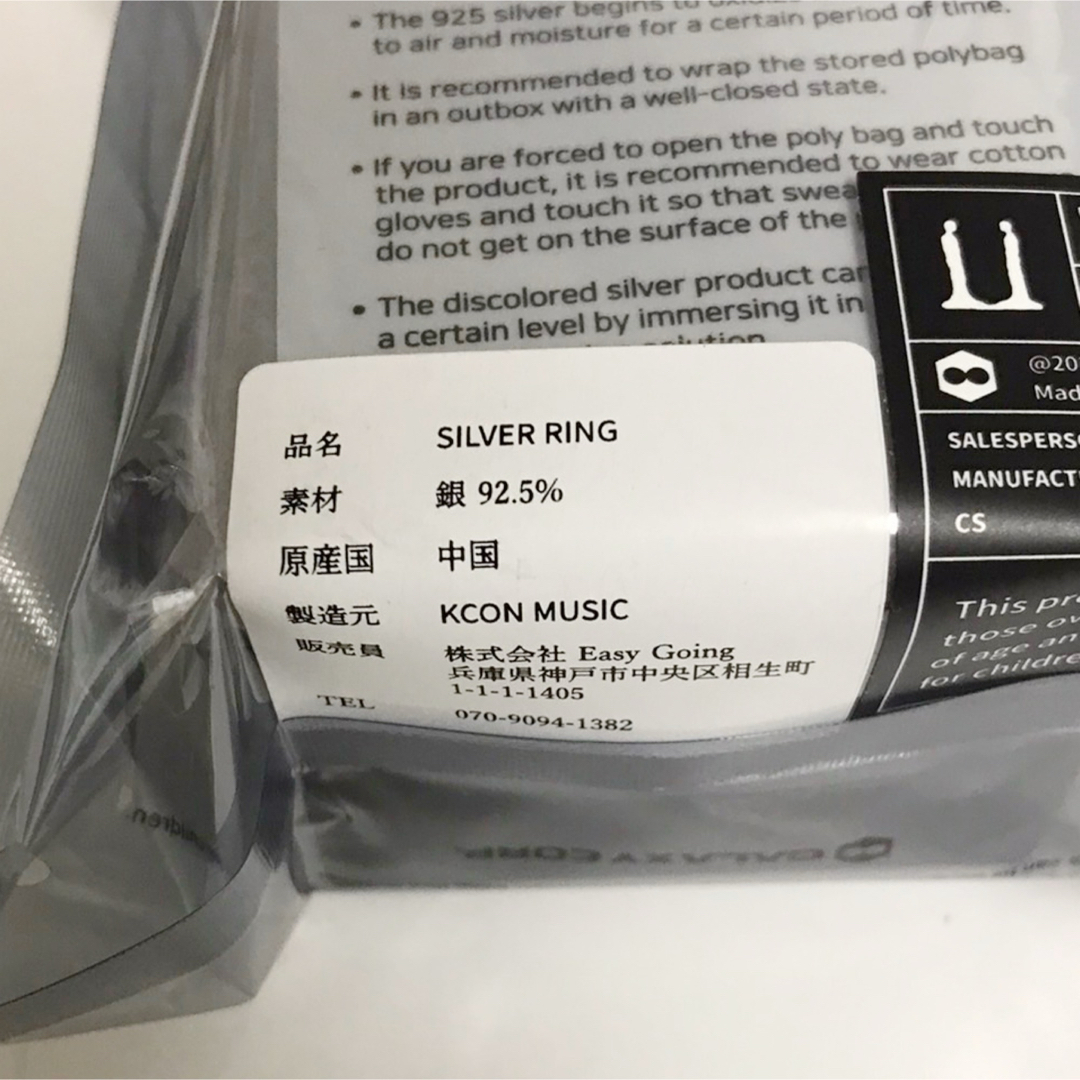 The 925 silver begins to
to air and moisture for a certain period of time.
It is recommended to wrap the stored polybag
in an outbox with a well-closed state.
If you are forced to open the poly bag and touch
the product, it is recommended to wear cotton
gloves and touch it so that
do not get on the surface of the
The discolored silver product
a certain level by immersing it in
solution
品名 SILVER RING
素材 銀 92.5%
原産国 中国
製造元 KCON MUSIC
販売員 株式会社 Easy Going
兵庫県神戸市中央区相生町
1-1-1-1405
TEL 070-9094-1382
@20
Mad
SALESPERS
MANUFACT
CS
This
those
of age an
for childre
GALAXY CORP.